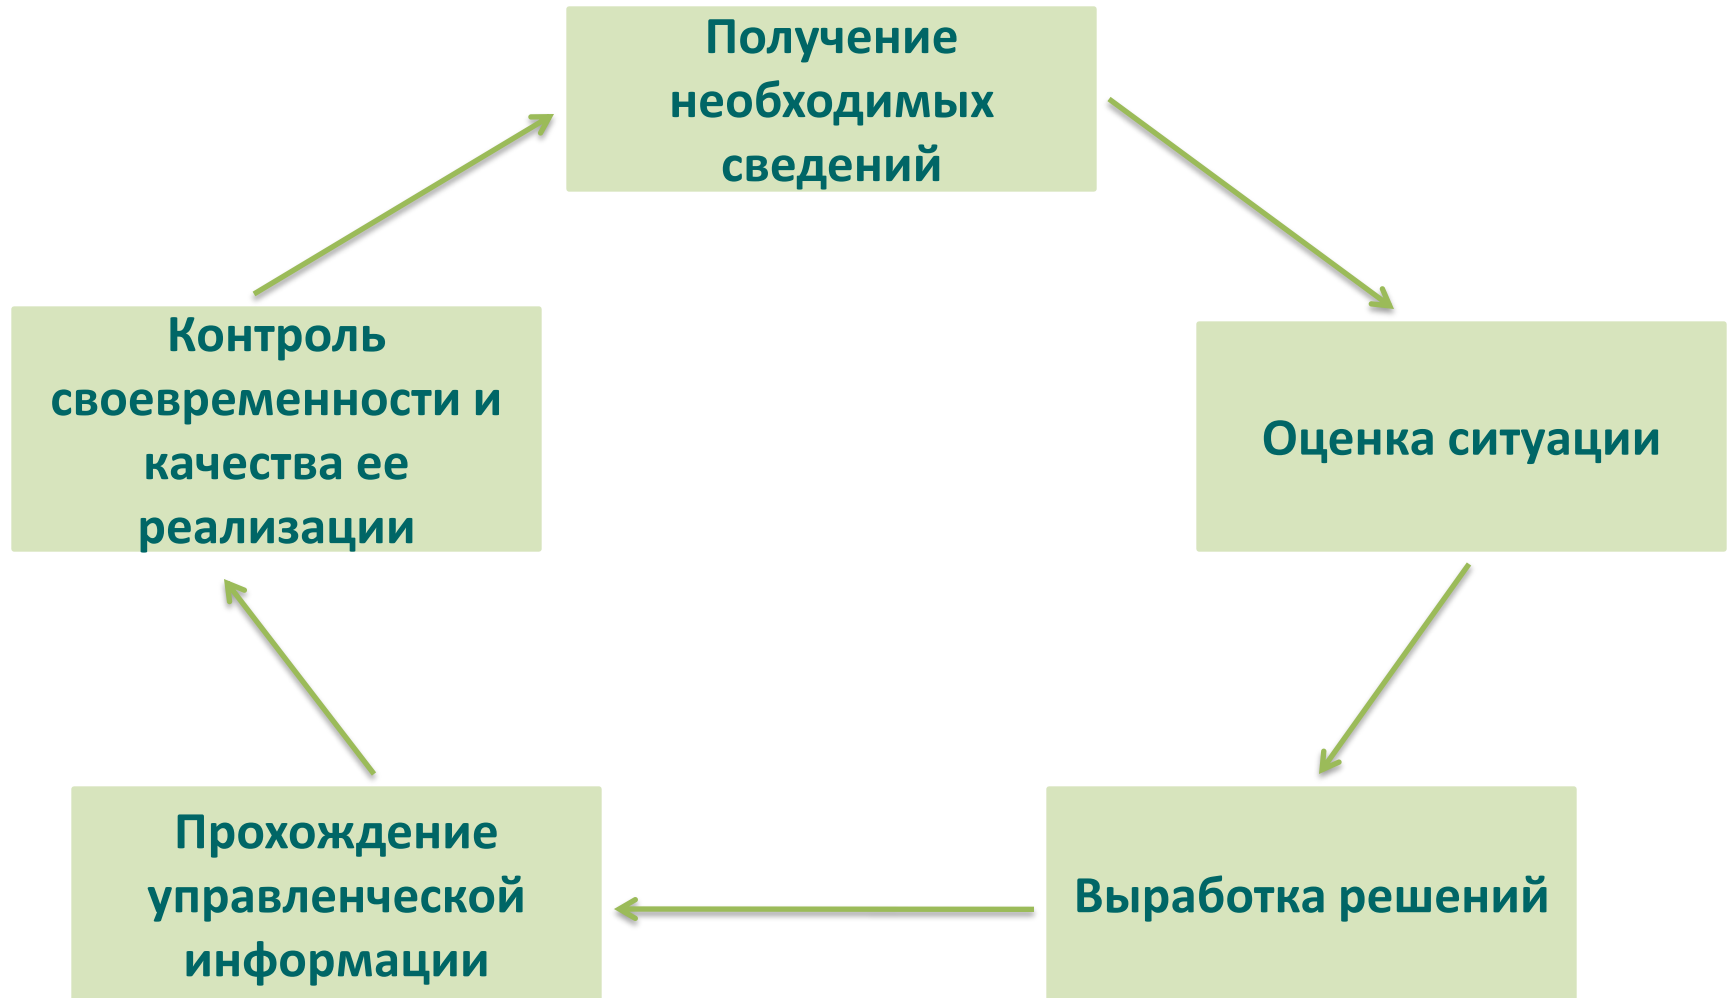 Получение
необходимых
сведений
Оценка ситуации
Выработка решений
Прохождение
управленческой
информации
Контроль
своевременности и
качества ее
реализации